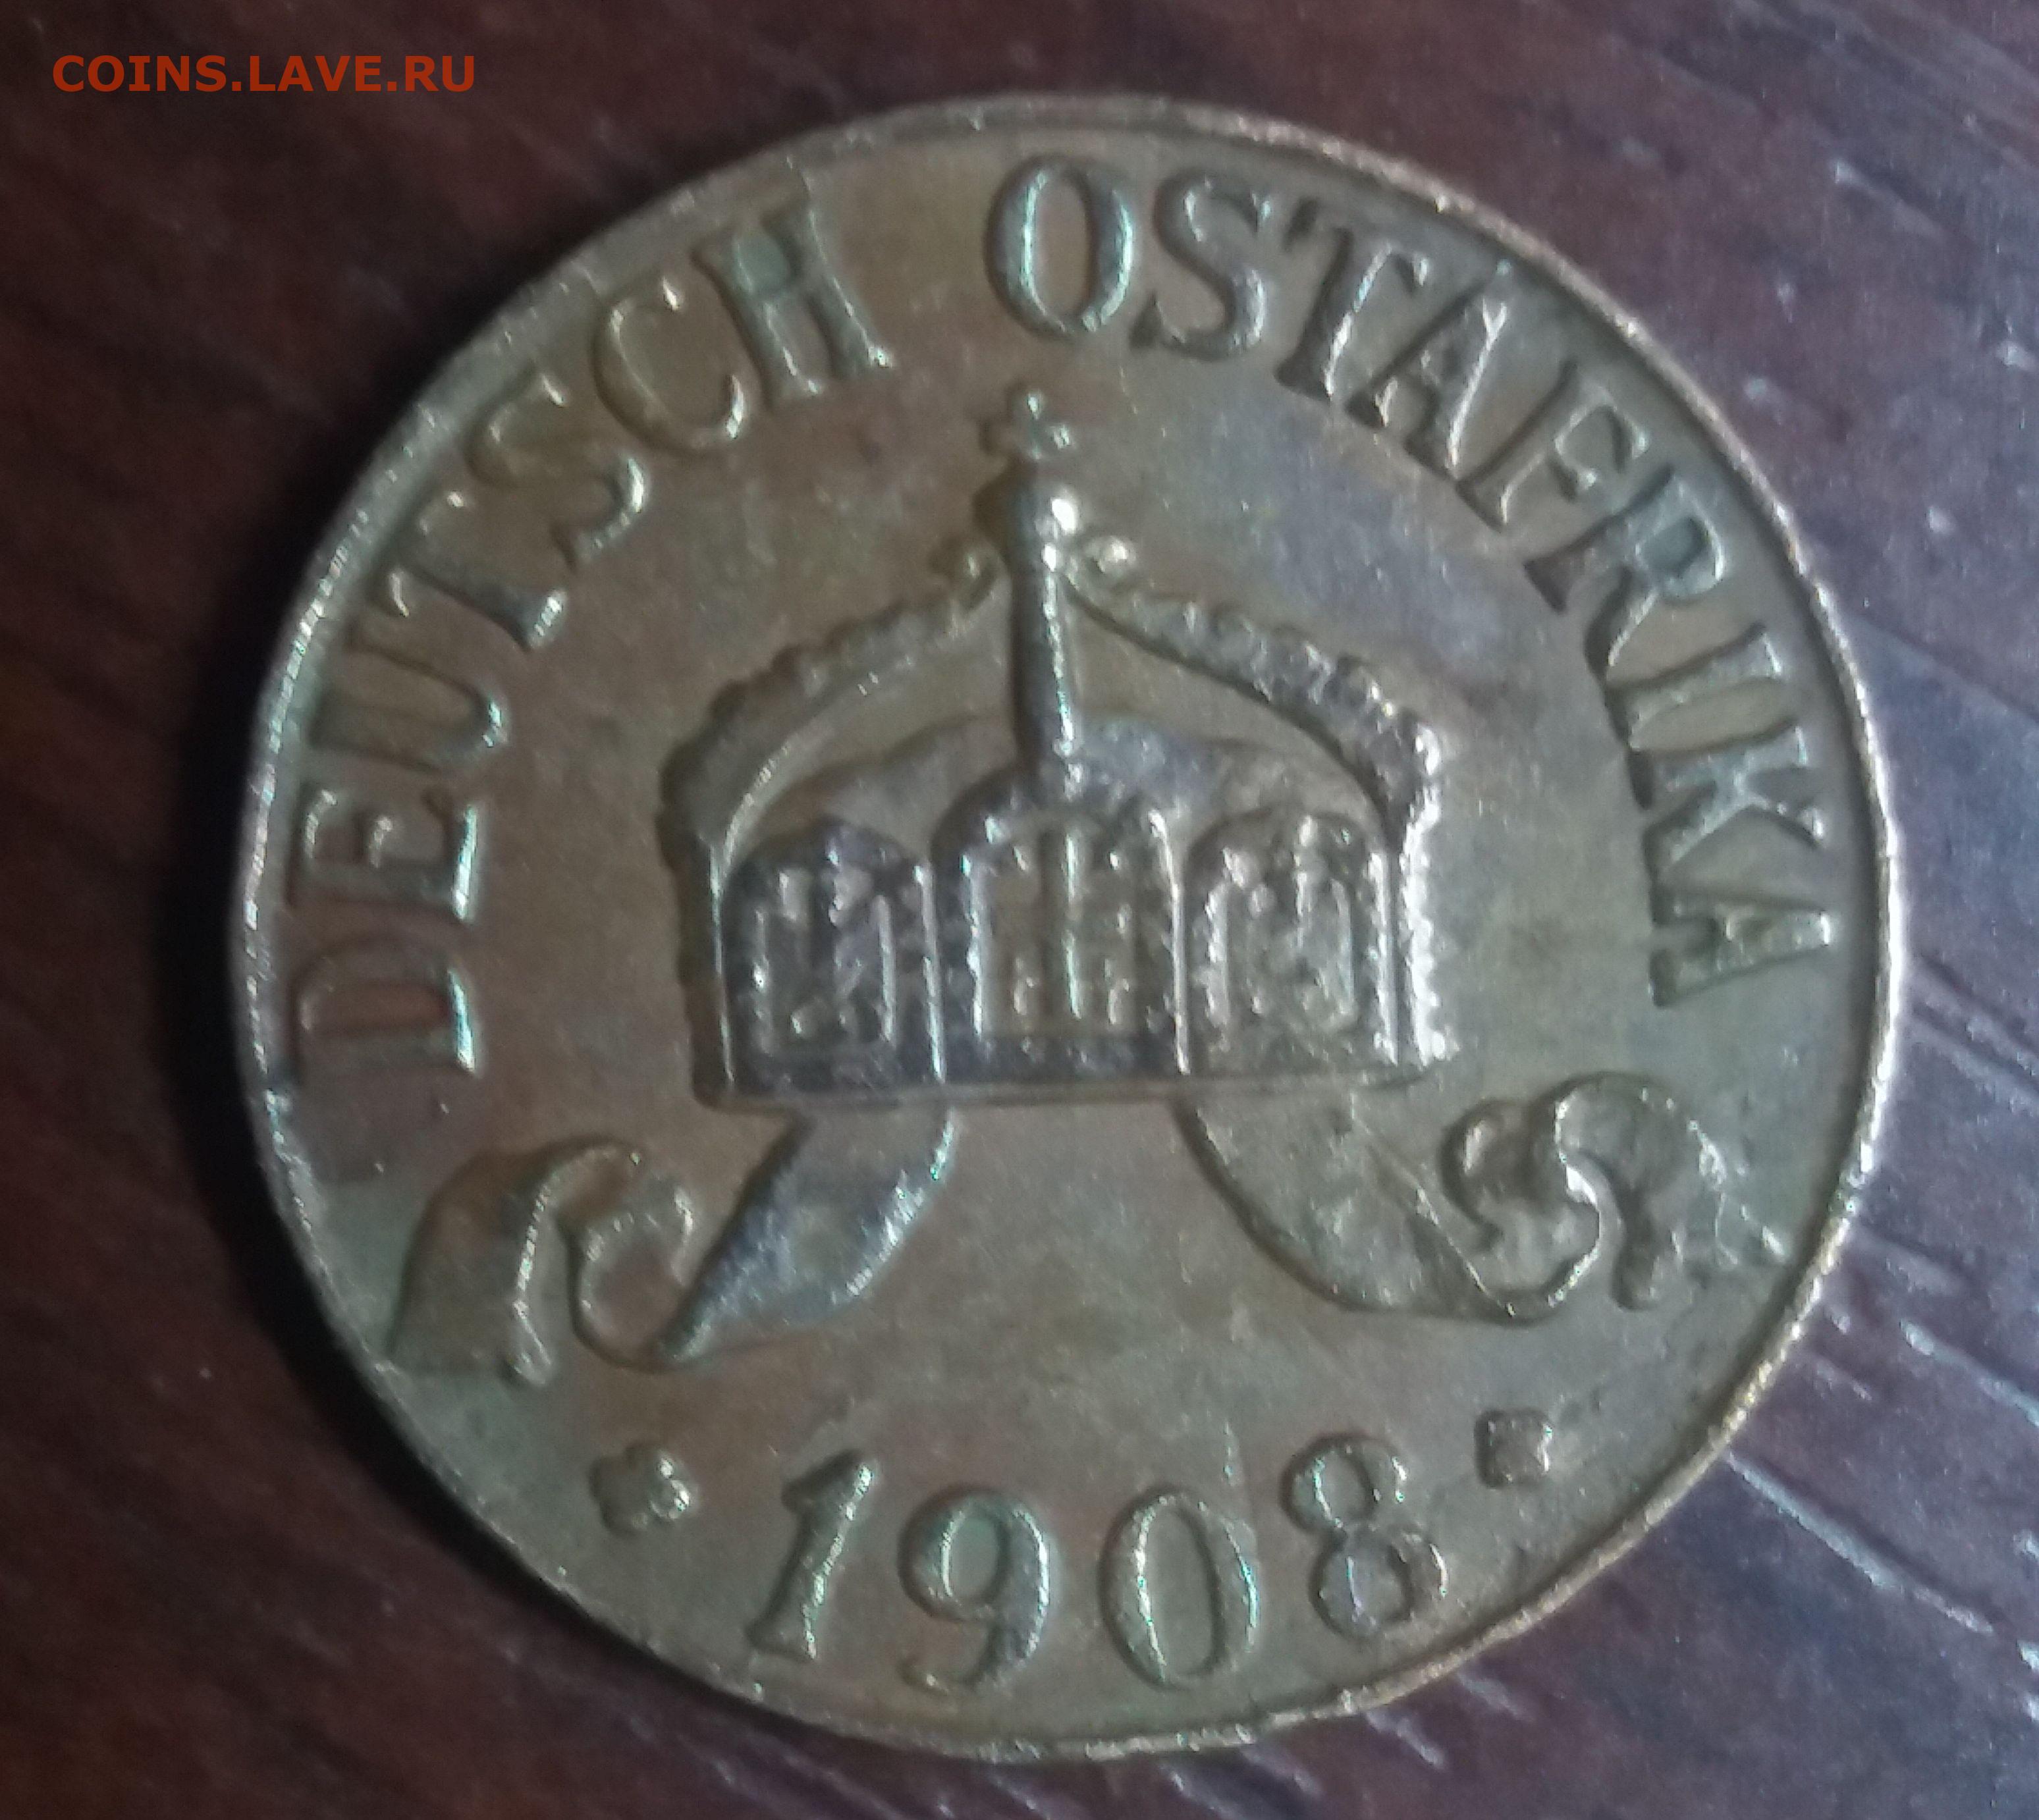 COINS.LAVE.RU
DEUTSCH OSTAFRIKA
1908